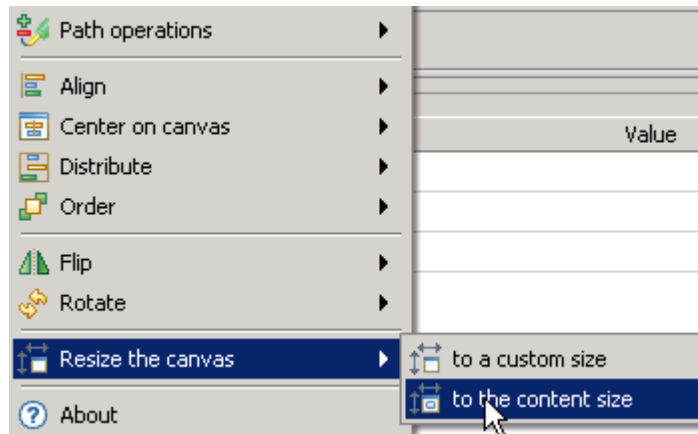 Path operations
Align
Center on canvas
Value
Distribute
Order
Flip
Rotate
Resize the canvas
to a custom size
to the content size
About